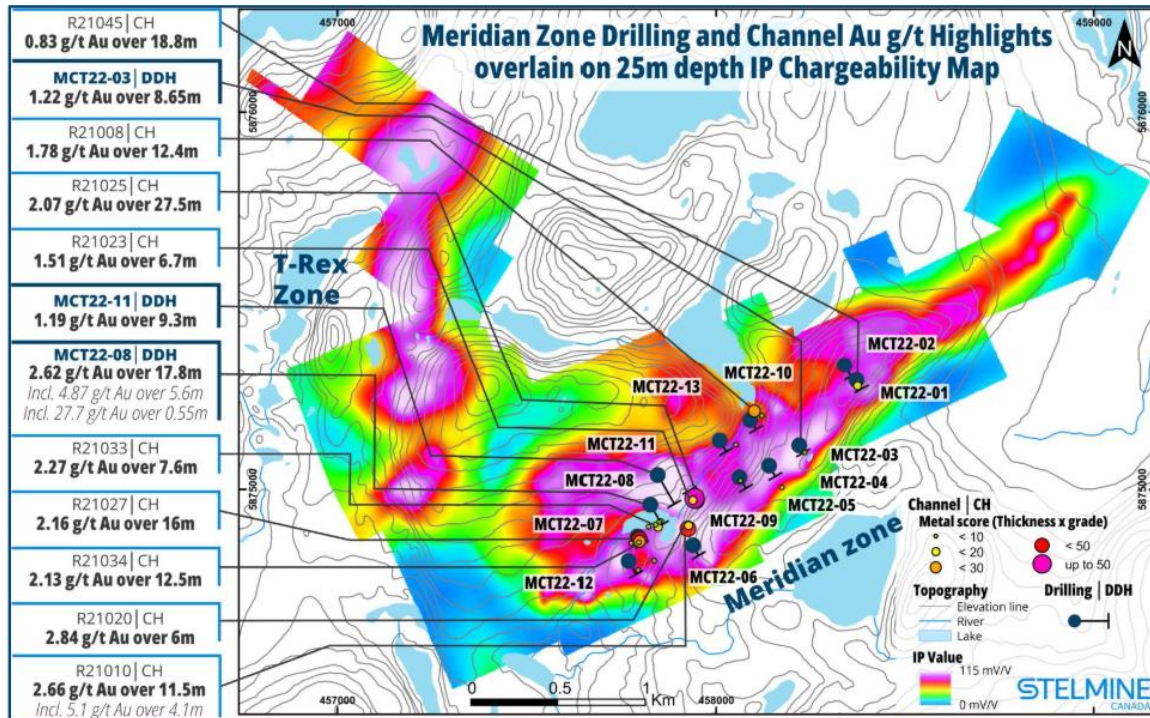 Meridian Zone Drilling and Channel Au g/t Highlights
overlain on 25m depth IP Chargeability Map
N
457000
459000
5876000
5876000
R21045 | CH
0.83 g/t Au over 18.8m
MCT22-03 | DDH
1.22 g/t Au over 8.65m
R21008 | CH
1.78 g/t Au over 12.4m
R21025 | CH
2.07 g/t Au over 27.5m
R21023 | CH
1.51 g/t Au over 6.7m
MCT22-11 | DDH
1.19 g/t Au over 9.3m
MCT22-08 | DDH
2.62 g/t Au over 17.8m
Incl. 4.87 g/t Au over 5.6m
Incl. 27.7 g/t Au over 0.55m
R21033 | CH
2.27 g/t Au over 7.6m
R21027 | CH
2.16 g/t Au over 16m
R21034 | CH
2.13 g/t Au over 12.5m
R21020 | CH
2.84 g/t Au over 6m
R21010 | CH
2.66 g/t Au over 11.5m
Incl. 5.1 g/t Au over 4.1m
T-Rex
Zone
MCT22-02
MCT22-10
MCT22-13
MCT22-01
MCT22-11
MCT22-03
MCT22-08
MCT22-04
MCT22-05
MCT22-07
MCT22-09
MCT22-12
MCT22-06
Meridian zone
5875000
5875000
Channel | CH
Metal score (Thickness x grade)
< 10
< 20
< 30
< 50
up to 50
Topography
Elevation line
River
Lake
Drilling | DDH
IP Value
115 mV/V
0 mV/V
0
0.5
1
Km
457000
458000
STELMINE
CANADA